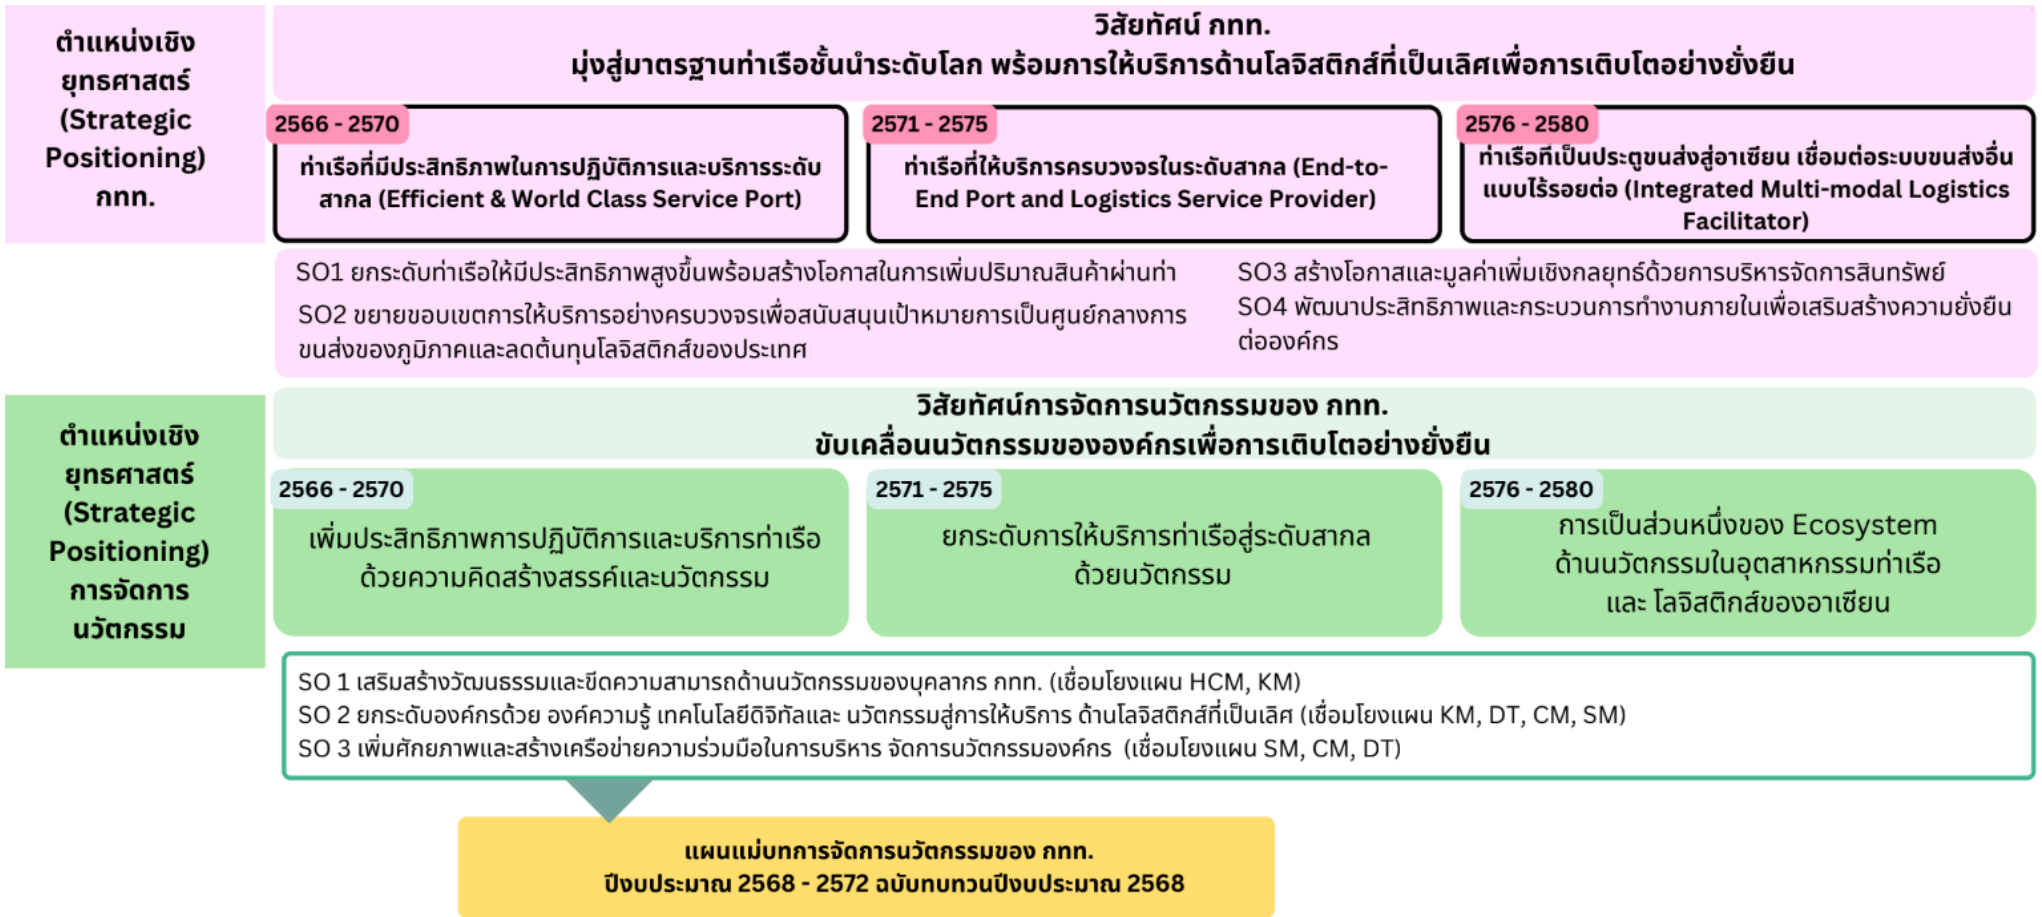 ตำแหน่งเชิง
ยุทธศาสตร์
(Strategic
Positioning)
กทท.
วิสัยทัศน์ กทท.
มุ่งสู่มาตรฐานท่าเรือชั้นนำระดับโลก พร้อมการให้บริการด้านโลจิสติกส์ที่เป็นเลิศเพื่อการเติบโตอย่างยั่งยืน
2566 - 2570
ท่าเรือที่มีประสิทธิภาพในการปฏิบัติการและบริการระดับ
สากล (Efficient & World Class Service Port)
2571 - 2575
ท่าเรือที่ให้บริการครบวงจรในระดับสากล (End-to-
End Port and Logistics Service Provider)
2576 - 2580
ท่าเรือที่เป็นประตูขนส่งสู่อาเซียน เชื่อมต่อระบบขนส่งอื่น
แบบไร้รอยต่อ (Integrated Multi-modal Logistics
Facilitator)
SO1 ยกระดับท่าเรือให้มีประสิทธิภาพสูงขึ้นพร้อมสร้างโอกาสในการเพิ่มปริมาณสินค้าผ่านท่า
SO2 ขยายขอบเขตการให้บริการอย่างครบวงจรเพื่อสนับสนุนเป้าหมายการเป็นศูนย์กลางการ
ขนส่งของภูมิภาคและลดต้นทุนโลจิสติกส์ของประเทศ
SO3 สร้างโอกาสและมูลค่าเพิ่มเชิงกลยุทธ์ด้วยการบริหารจัดการสินทรัพย์
SO4 พัฒนาประสิทธิภาพและกระบวนการทำงานภายในเพื่อเสริมสร้างความยั่งยืน
ต่อองค์กร
ตำแหน่งเชิง
ยุทธศาสตร์
(Strategic
Positioning)
การจัดการ
นวัตกรรม
วิสัยทัศน์การจัดการนวัตกรรมของ กทท.
ขับเคลื่อนนวัตกรรมขององค์กรเพื่อการเติบโตอย่างยั่งยืน
2566 - 2570
เพิ่มประสิทธิภาพการปฏิบัติการและบริการท่าเรือ
ด้วยความคิดสร้างสรรค์และนวัตกรรม
2571 - 2575
ยกระดับการให้บริการท่าเรือสู่ระดับสากล
ด้วยนวัตกรรม
2576 - 2580
การเป็นส่วนหนึ่งของ Ecosystem
ด้านนวัตกรรมในอุตสาหกรรมท่าเรือ
และ โลจิสติกส์ของอาเซียน
SO 1 เสริมสร้างวัฒนธรรมและขีดความสามารถด้านนวัตกรรมของบุคลากร กทท. (เชื่อมโยงแผน HCM, KM)
SO 2 ยกระดับองค์กรด้วย องค์ความรู้ เทคโนโลยีดิจิทัลและ นวัตกรรมสู่การให้บริการ ด้านโลจิสติกส์ที่เป็นเลิศ (เชื่อมโยงแผน KM, DT, CM, SM)
SO 3 เพิ่มศักยภาพและสร้างเครือข่ายความร่วมมือในการบริหาร จัดการนวัตกรรมองค์กร (เชื่อมโยงแผน SM, CM, DT)
แผนแม่บทการจัดการนวัตกรรมของ กทท.
ปีงบประมาณ 2568 - 2572 ฉบับทบทวนปีงบประมาณ 2568